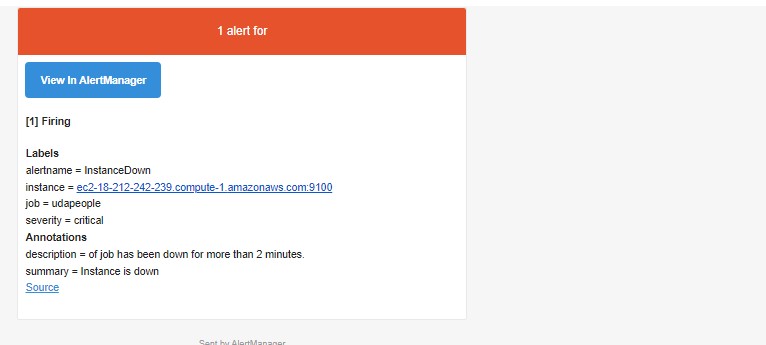 1 alert for
View In AlertManager
[1] Firing
Labels
alertname = InstanceDown
instance = ec2-18-212-242-239.compute-1.amazonaws.com:9100
job = udapeople
severity = critical
Annotations
description = of job has been down for more than 2 minutes.
summary = Instance is down
Source
Sent by AlertManager